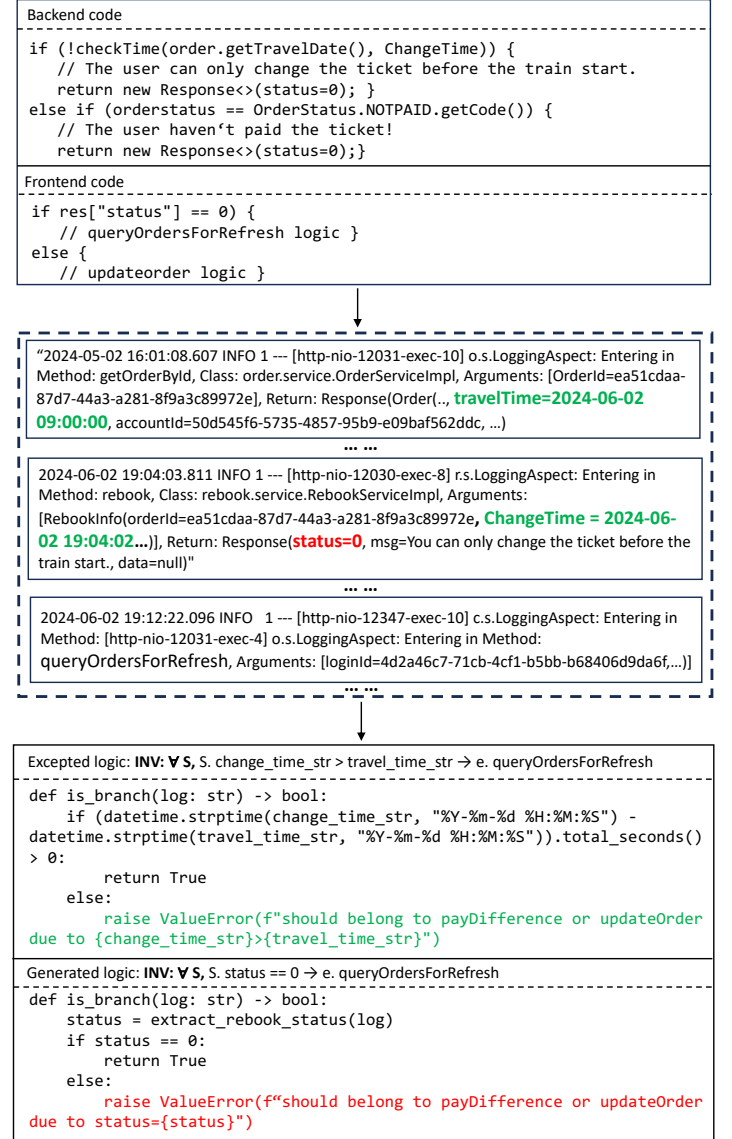 Backend code
if (!checkTime(order.getTravelDate(), ChangeTime)) {
// The user can only change the ticket before the train start.
return new Response<>(status=0); }
else if (orderstatus == OrderStatus.NOTPAID.getCode()) {
// The user haven‘t paid the ticket!
return new Response<>(status=0);}
Frontend code
if res["status"] == 0) {
// queryOrdersForRefresh logic }
else {
// updateorder logic }
“2024-05-02 16:01:08.607 INFO 1 --- [http-nio-12031-exec-10] o.s.LoggingAspect: Entering in
Method: getOrderById, Class: order.service.OrderServiceImpl, Arguments: [OrderId=ea51cdaa-
87d7-44a3-a281-8f9a3c89972e], Return: Response(Order(.., travelTime=2024-06-02
09:00:00, accountId=50d545f6-5735-4857-95b9-e09baf562ddc, …)
… …
2024-06-02 19:04:03.811 INFO 1 --- [http-nio-12030-exec-8] r.s.LoggingAspect: Entering in
Method: rebook, Class: rebook.service.RebookServiceImpl, Arguments:
[RebookInfo(orderId=ea51cdaa-87d7-44a3-a281-8f9a3c89972e, ChangeTime = 2024-06-
02 19:04:02…)], Return: Response(status=0, msg=You can only change the ticket before the
train start., data=null)"
… …
2024-06-02 19:12:22.096 INFO 1 --- [http-nio-12347-exec-10] c.s.LoggingAspect: Entering in
Method: [http-nio-12031-exec-4] o.s.LoggingAspect: Entering in Method:
queryOrdersForRefresh, Arguments: [loginId=4d2a46c7-71cb-4cf1-b5bb-b68406d9da6f,…)]
… …
Excepted logic: INV: ∀ S, S. change_time_str > travel_time_str → e. queryOrdersForRefresh
def is_branch(log: str) -> bool:
if (datetime.strptime(change_time_str, "%Y-%m-%d %H:%M:%S") -
datetime.strptime(travel_time_str, "%Y-%m-%d %H:%M:%S")).total_seconds()
> 0:
return True
else:
raise ValueError(f"should belong to payDifference or updateOrder
due to {change_time_str}>{travel_time_str}")
Generated logic: INV: ∀ S, S. status == 0 → e. queryOrdersForRefresh
def is_branch(log: str) -> bool:
status = extract_rebook_status(log)
if status == 0:
return True
else:
raise ValueError(f“should belong to payDifference or updateOrder
due to status={status}")